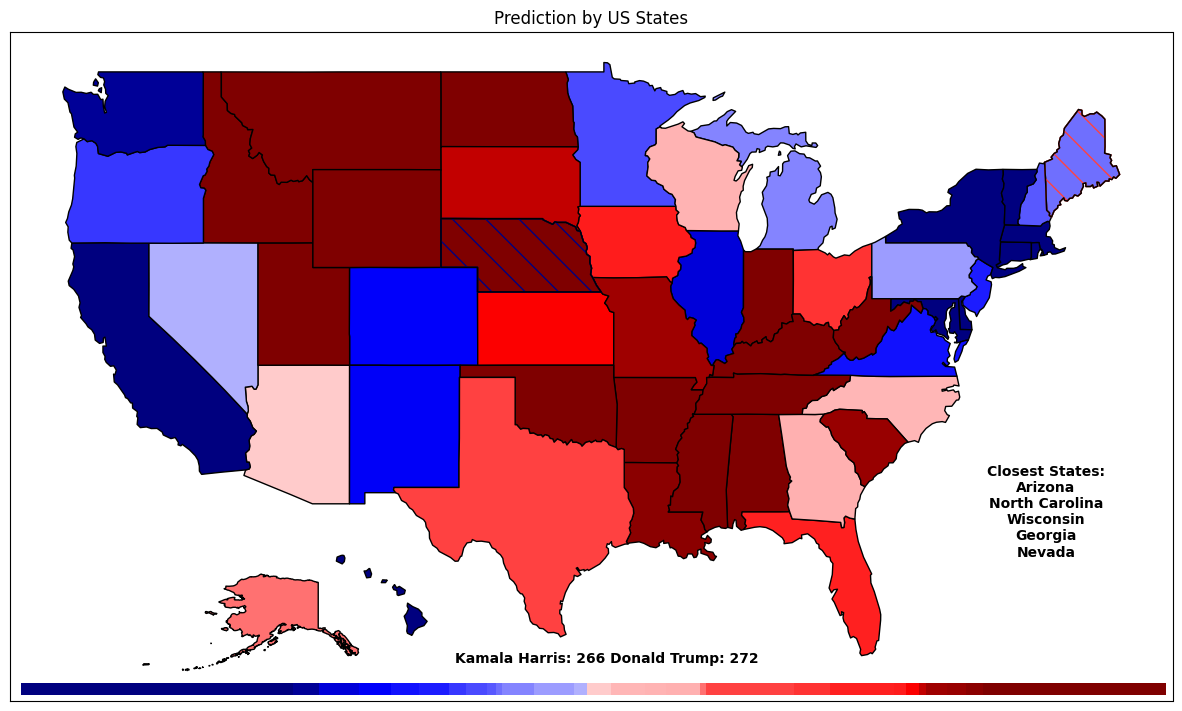 Prediction by US States
Closest States:
Arizona
North Carolina
Wisconsin
Georgia
Nevada
Kamala Harris: 266 Donald Trump: 272